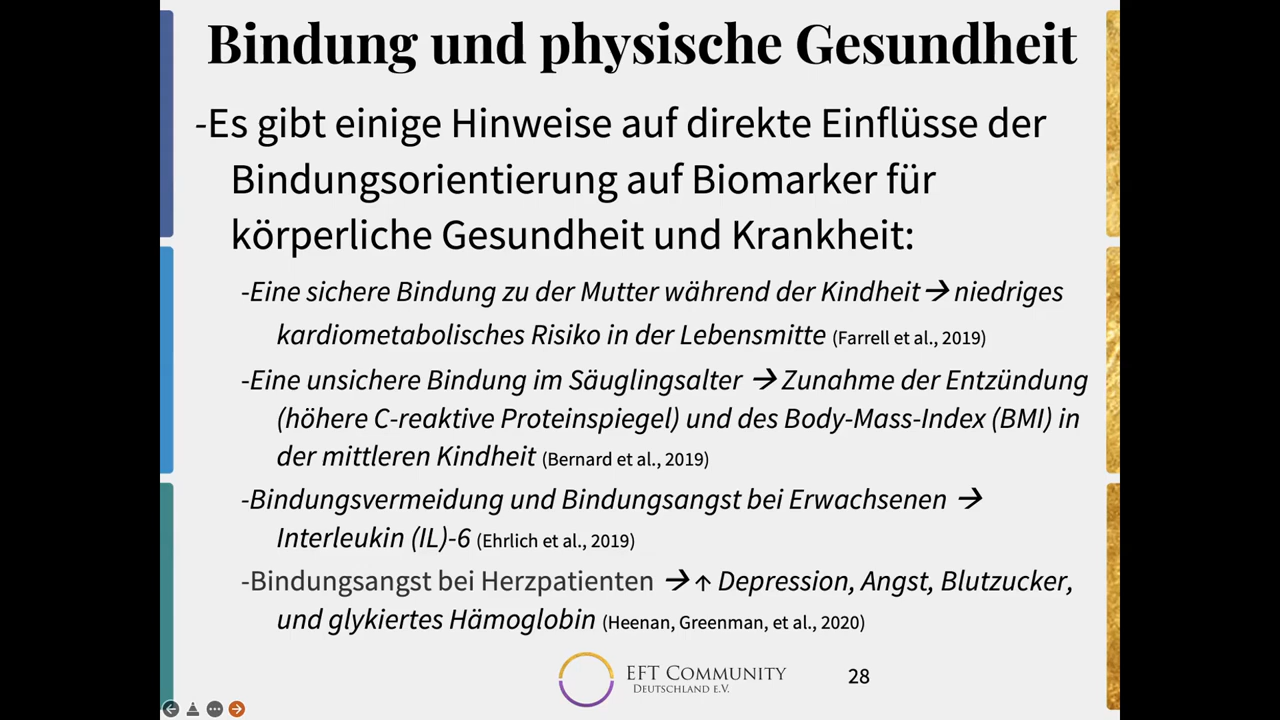 Bindung und physische Gesundheit
-Es gibt einige Hinweise auf direkte Einflüsse der
Bindungsorientierung auf Biomarker für
körperliche Gesundheit und Krankheit:
-Eine sichere Bindung zu der Mutter während der Kindheit→ niedriges
kardiometabolisches Risiko in der Lebensmitte (Farrell et al., 2019)
-Eine unsichere Bindung im Säuglingsalter → Zunahme der Entzündung
(höhere C-reaktive Proteinspiegel) und des Body-Mass-Index (BMI) in
der mittleren Kindheit (Bernard et al., 2019)
-Bindungsvermeidung und Bindungsangst bei Erwachsenen →
Interleukin (IL)-6 (Ehrlich et al., 2019)
-Bindungsangst bei Herzpatienten → ↑ Depression, Angst, Blutzucker,
und glykiertes Hämoglobin (Heenan, Greenman, et al., 2020)
EFT Community
Deutschland e.V.
28